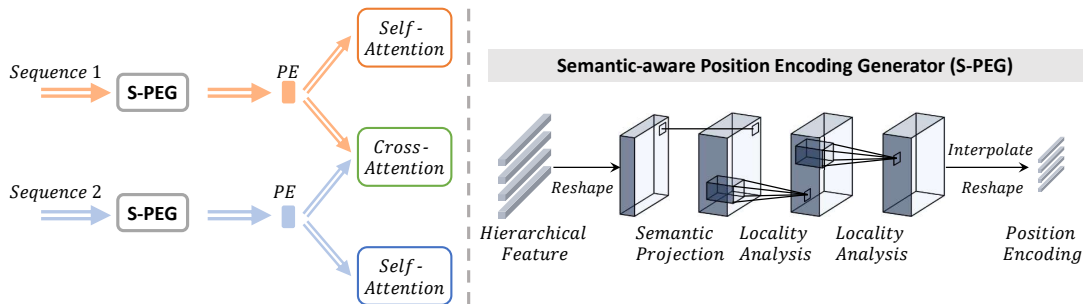 Sequence 1
S-PEG
PE
Self-
Attention
Cross-
Attention
Sequence 2
S-PEG
PE
Self-
Attention
Semantic-aware Position Encoding Generator (S-PEG)
Reshape
Interpolate
Reshape
Hierarchical
Feature
Semantic
Projection
Locality
Analysis
Locality
Analysis
Position
Encoding